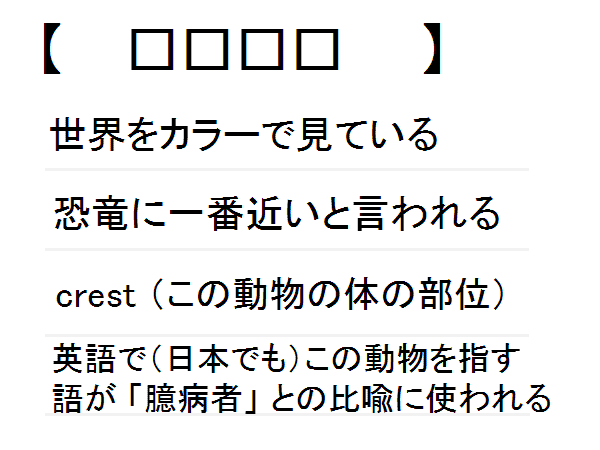 【 □□□□ 】
世界をカラーで見ている
恐竜に一番近いと言われる
crest（この動物の体の部位）
英語で（日本でも）この動物を指す
語が「臆病者」との比喩に使われる